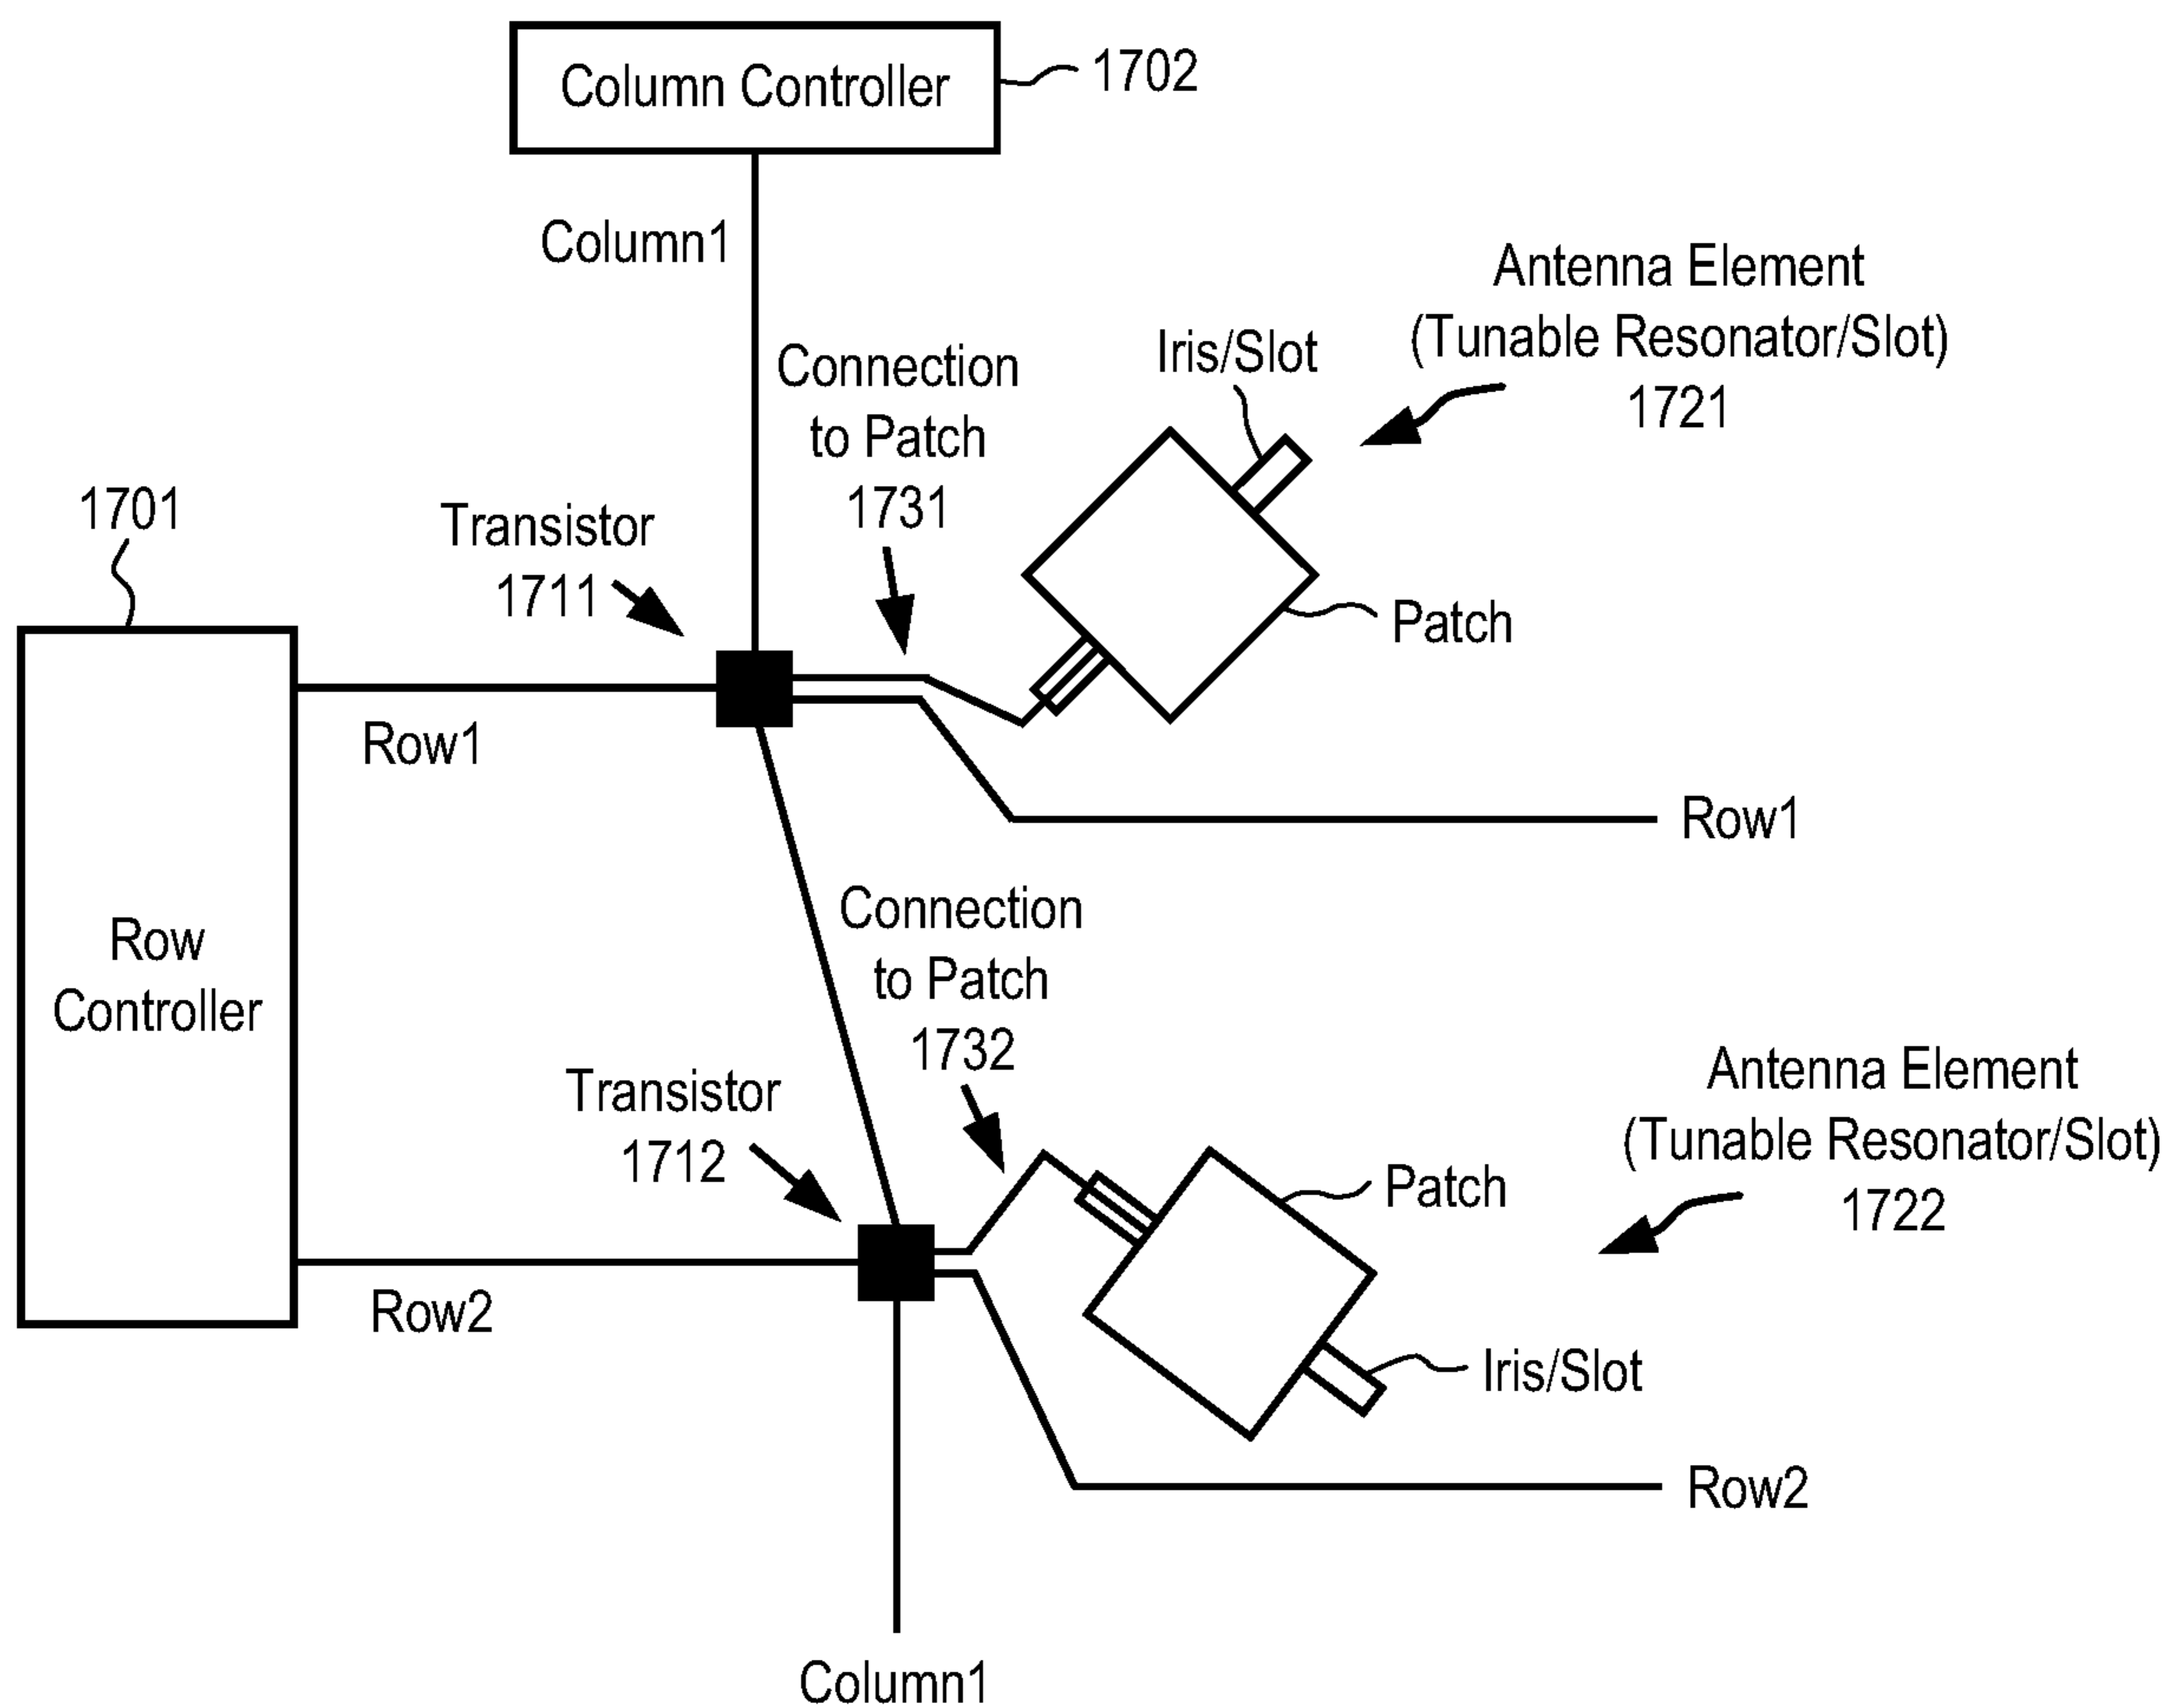 Column Controller
1702
Column1
Antenna Element
(Tunable Resonator/Slot)
1721
Iris/Slot
Connection
to Patch
1731
1701
Transistor
1711
Patch
Row1
Row1
Row
Controller
Connection
to Patch
1732
Transistor
1712
Antenna Element
(Tunable Resonator/Slot)
1722
Patch
Row2
Iris/Slot
Row2
Column1